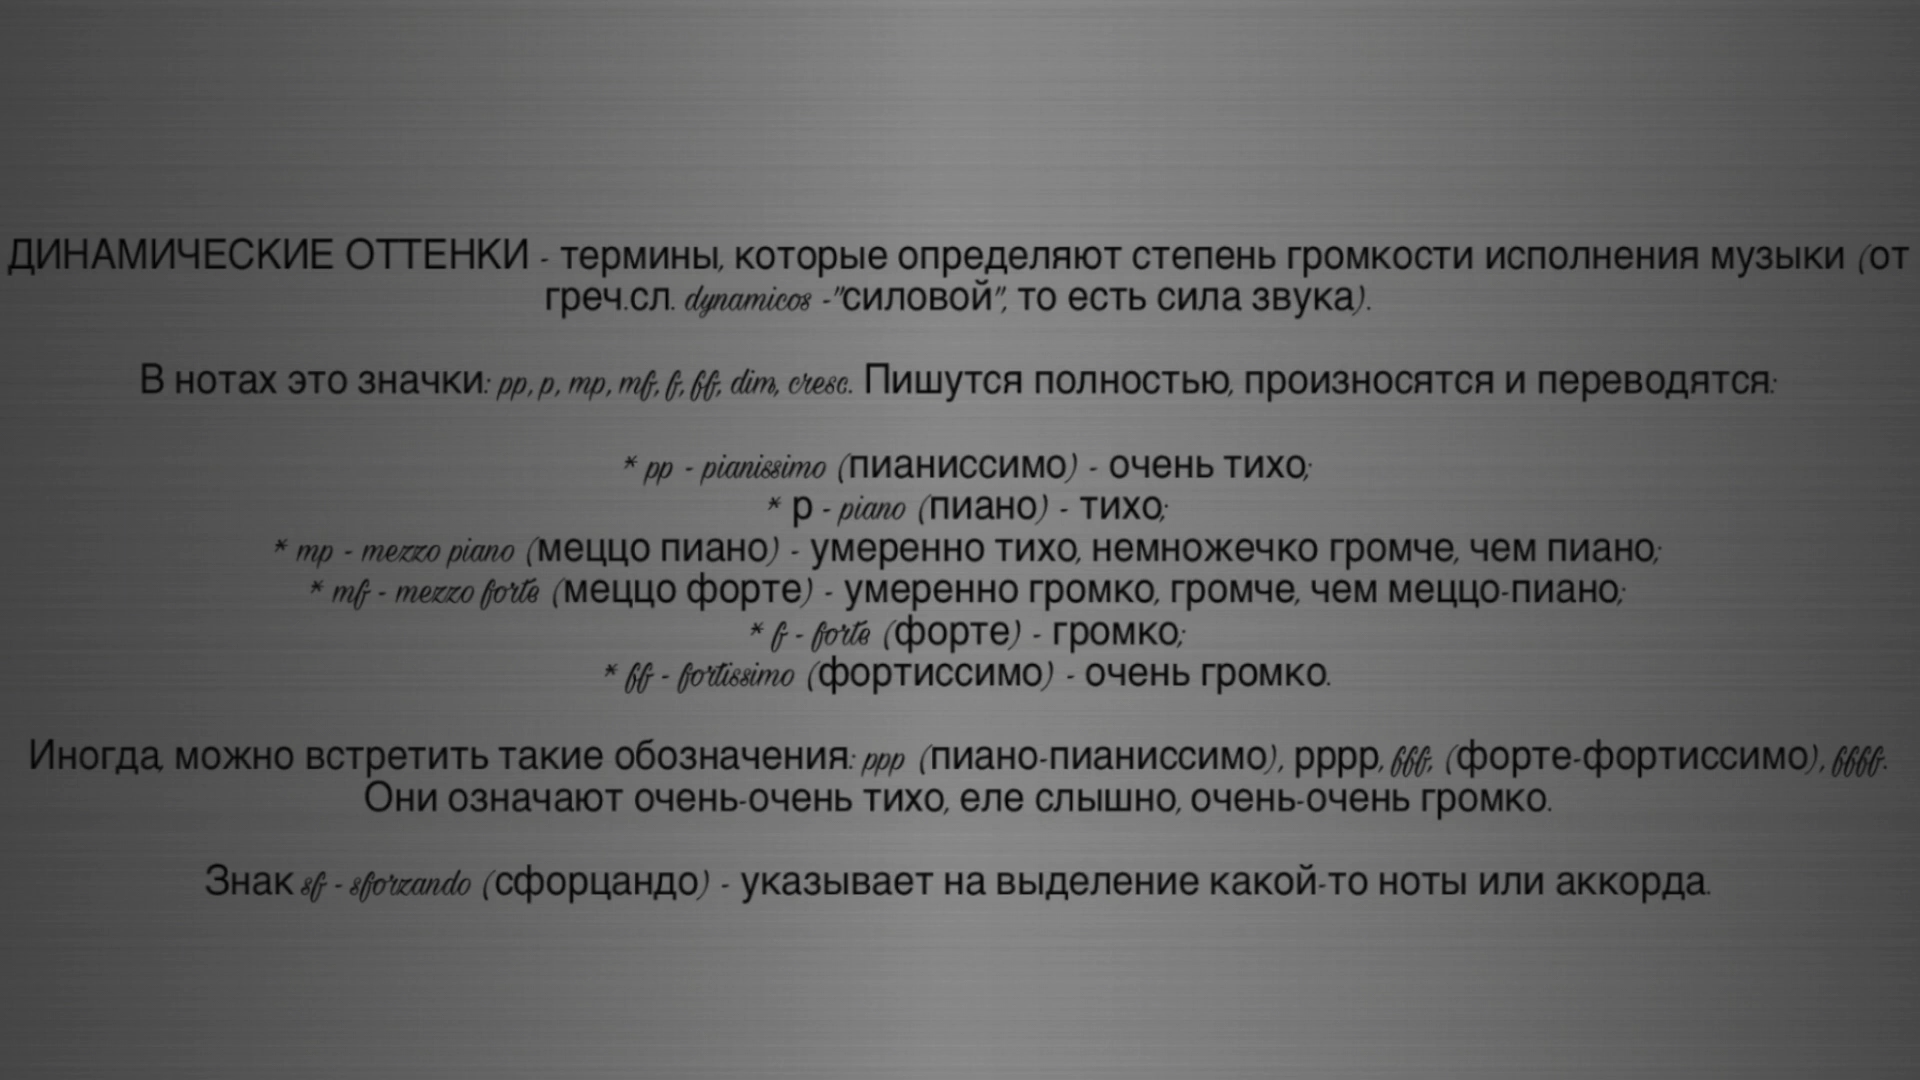 ДИНАМИЧЕСКИЕ ОТТЕНКИ - термины, которые определяют степень громкости исполнения музыки (от
греч.сл. dynamicos -"силовой", то есть сила звука).
В нотах это значки: pp, p, mp, mf, f, ff, dim, cresc. Пишутся полностью, произносятся и переводятся:
* pp - pianissimo (пианиссимо) - очень тихо;
* р - piano (пиано) - тихо;
* mp - mezzo piano (меццо пиано) - умеренно тихо, немножечко громче, чем пиано;
* mf - mezzo forte (меццо форте) - умеренно громко, громче, чем меццо-пиано;
* f - forte (форте) - громко;
* ff - fortissimo (фортиссимо) - очень громко.
Иногда, можно встретить такие обозначения: ppp (пиано-пианиссимо), рррр, fff, (форте-фортиссимо), ffff.
Они означают очень-очень тихо, еле слышно, очень-очень громко.
Знак sf - sforzando (сфорцандо) - указывает на выделение какой-то ноты или аккорда.